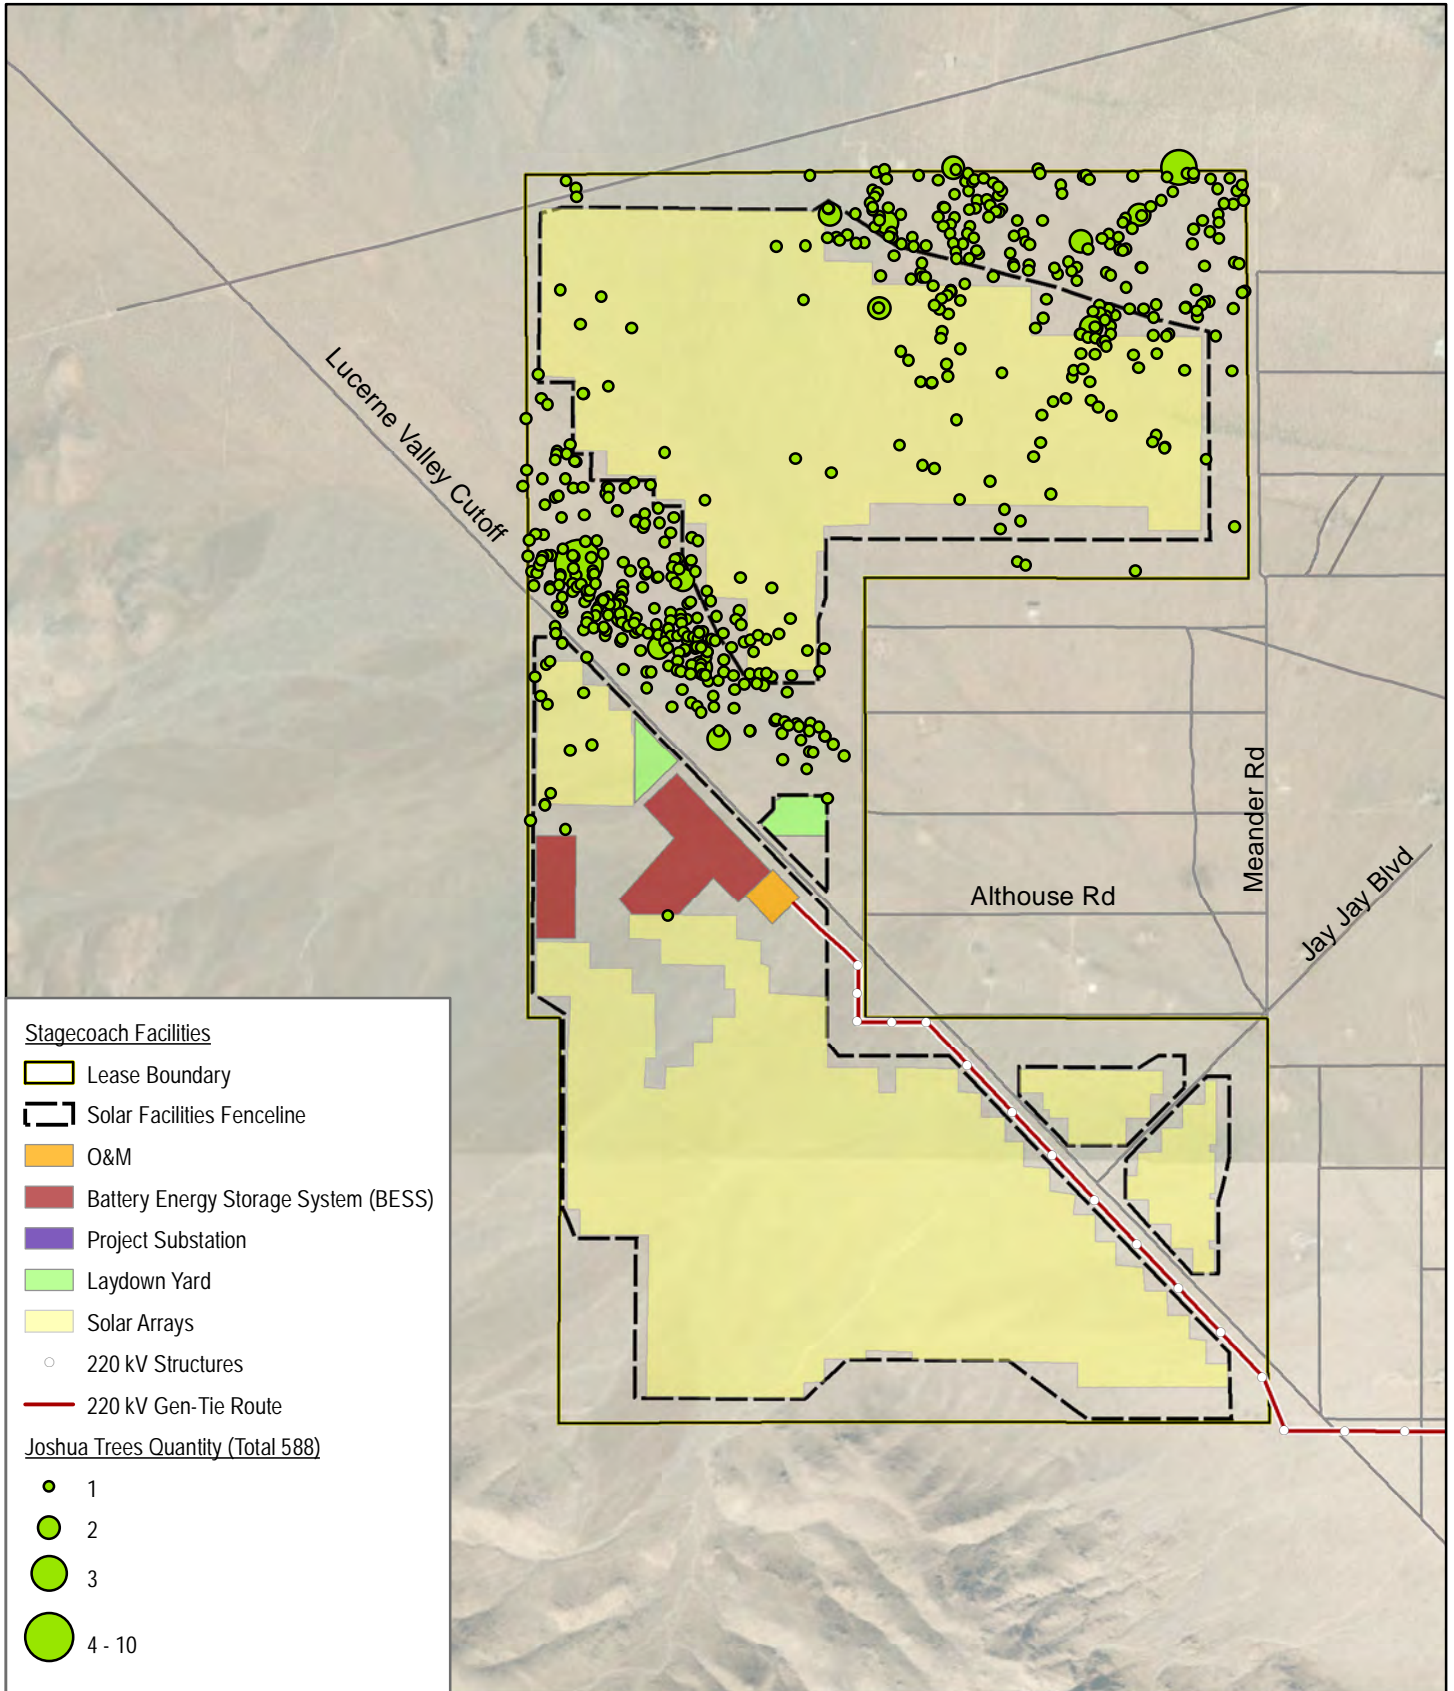 Lucerne Valley Cutoff
Meander Rd
Althouse Rd
Jay Jay Blvd
Stagecoach Facilities
Lease Boundary
Solar Facilities Fenceline
O&M
Battery Energy Storage System (BESS)
Project Substation
Laydown Yard
Solar Arrays
220 kV Structures
220 kV Gen-Tie Route
Joshua Trees Quantity (Total 588)
1
2
3
4 - 10